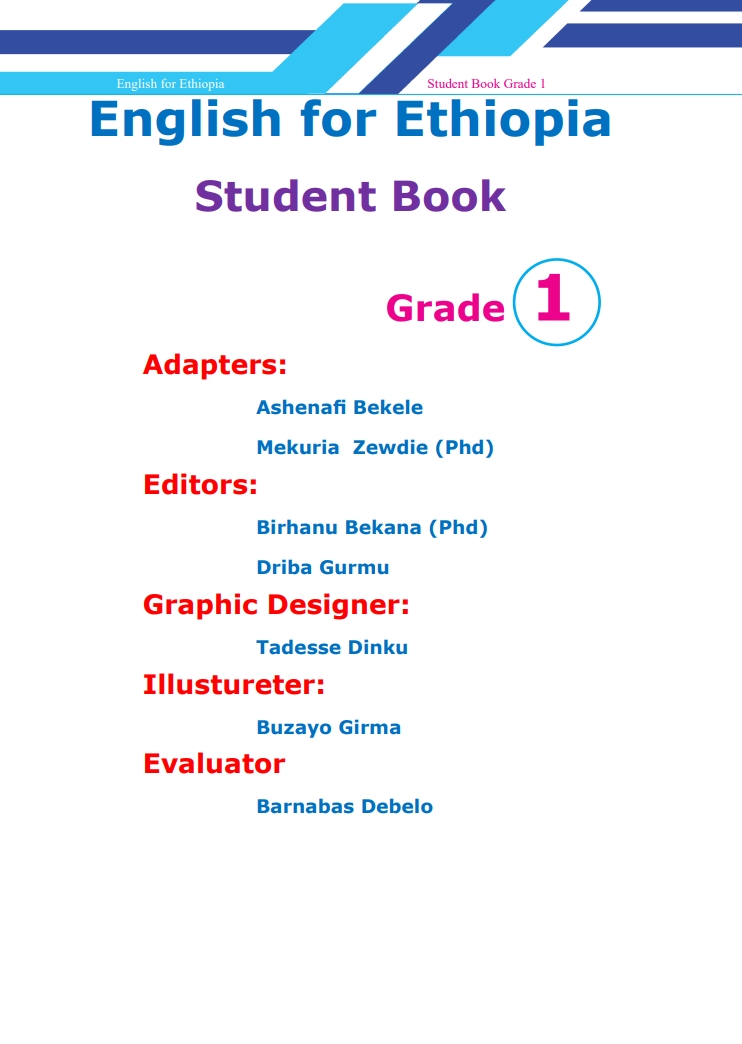 English for Ethiopia
Student Book Grade 1
English for Ethiopia
Student Book
Grade 1
Adapters:
Ashenafi Bekele
Mekuria Zewdie (Phd)
Editors:
Birhanu Bekana (Phd)
Driba Gurmu
Graphic Designer:
Tadesse Dinku
Illustureter:
Buzayo Girma
Evaluator
Barnabas Debelo